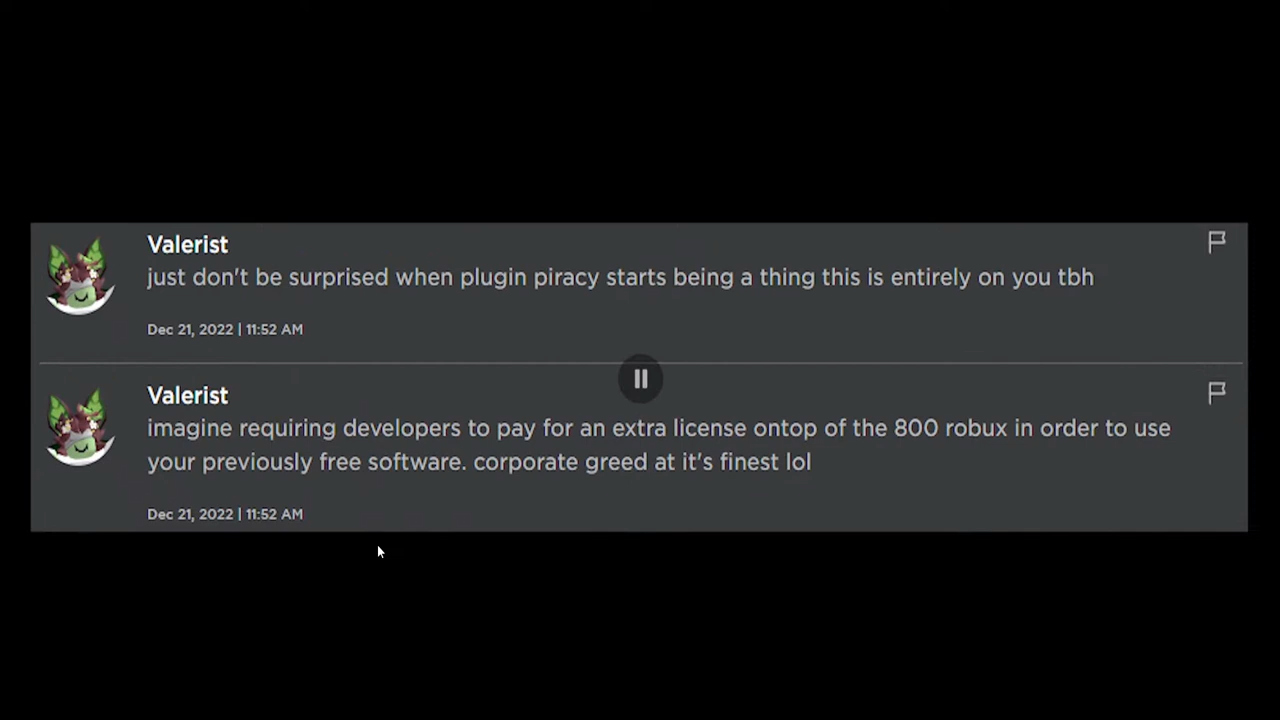 Valerist
just don't be surprised when plugin piracy starts being a thing this is entirely on you tbh
Dec 21, 2022 | 11:52 AM
Valerist
imagine requiring developers to pay for an extra license ontop of the 800 robux in order to use
your previously free software. corporate greed at it's finest lol
Dec 21, 2022 | 11:52 AM